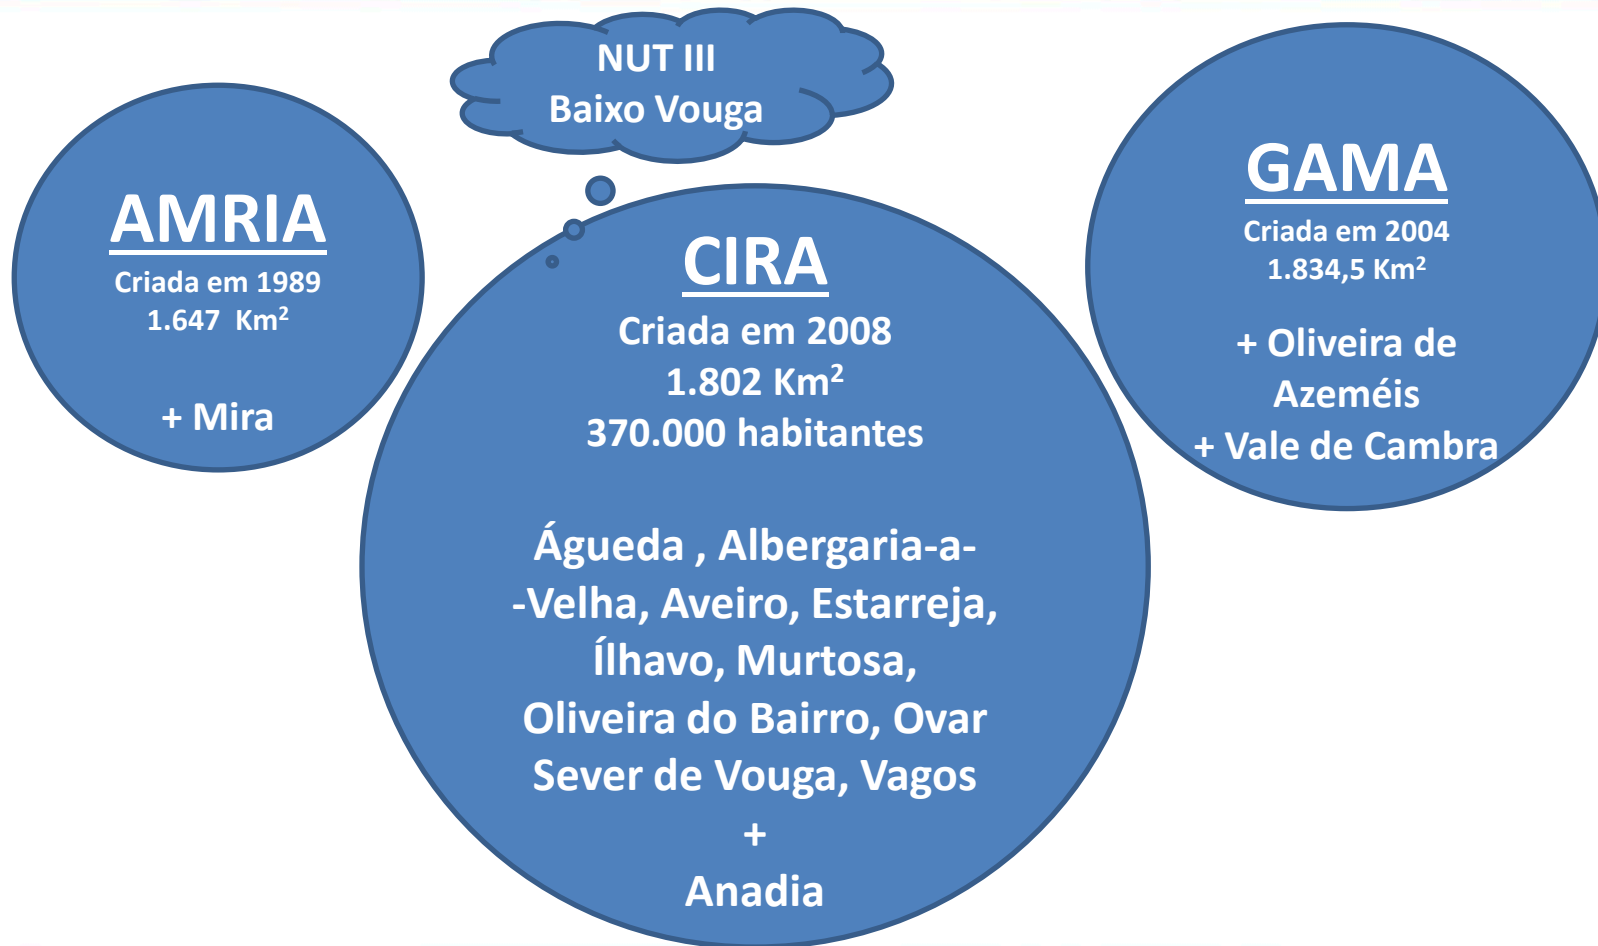 NUT III
Baixo Vouga
AMRIA
Criada em 1989
1.647 Km²
+ Mira
CIRA
Criada em 2008
1.802 Km²
370.000 habitantes
Águeda , Albergaria-a-
-Velha, Aveiro, Estarreja,
Ílhavo, Murtosa,
Oliveira do Bairro, Ovar
Sever de Vouga, Vagos
+
Anadia
GAMA
Criada em 2004
1.834,5 Km²
+ Oliveira de
Azeméis
+ Vale de Cambra